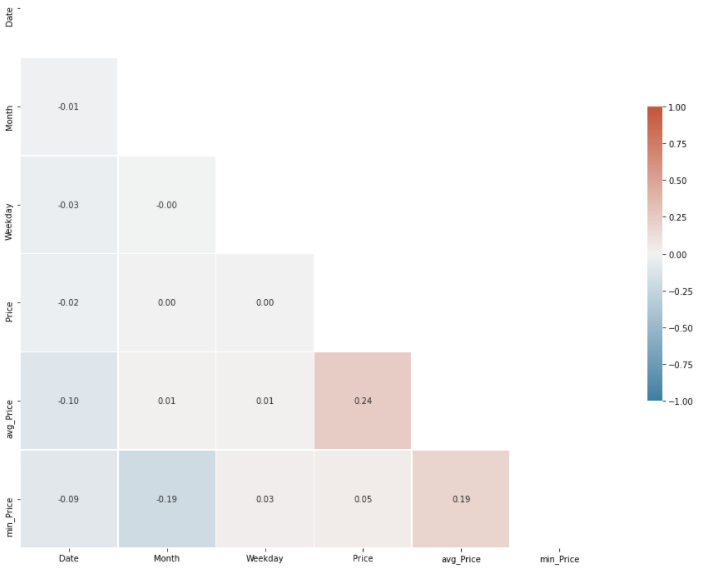 Date
Month
-0.01
Weekday
-0.03 -0.00
Price
-0.02 0.00 0.00
avg_Price
-0.10 0.01 0.01 0.24
min_Price
-0.09 -0.19 0.03 0.05 0.19
Date Month Weekday Price avg_Price min_Price
1.00
0.75
0.50
0.25
0.00
−0.25
−0.50
−0.75
−1.00